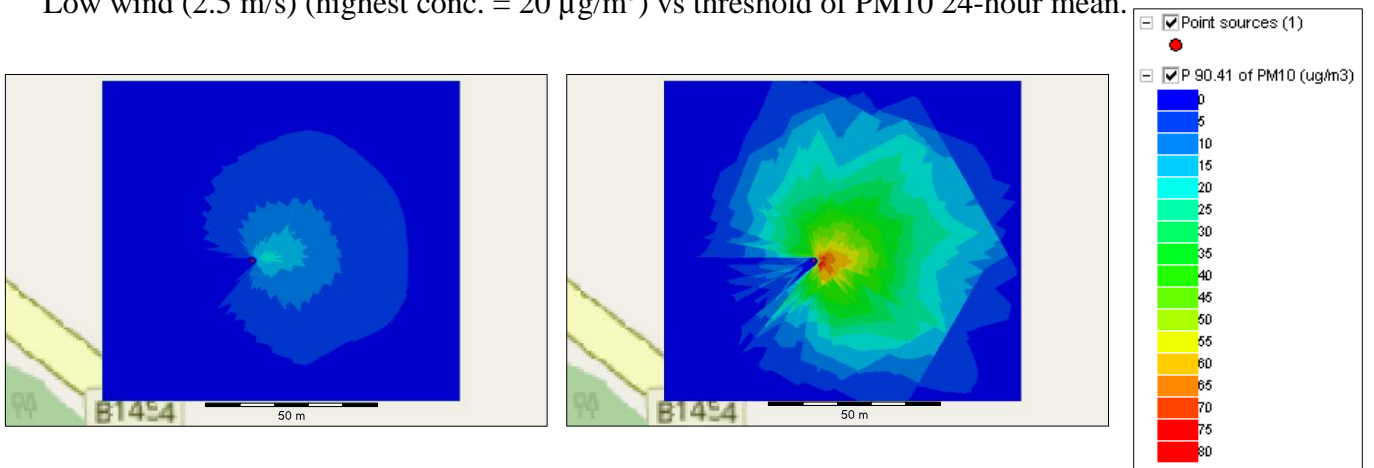 Low wind (2.5 m/s) (highest conc. = 20 µg/m³) vs threshold of PM10 24-hour mean.
Point sources (1)
P 90.41 of PM10 (ug/m3)
0
5
10
15
20
25
30
35
40
45
50
55
60
65
70
75
80
B1454
50 m
B1454
50 m